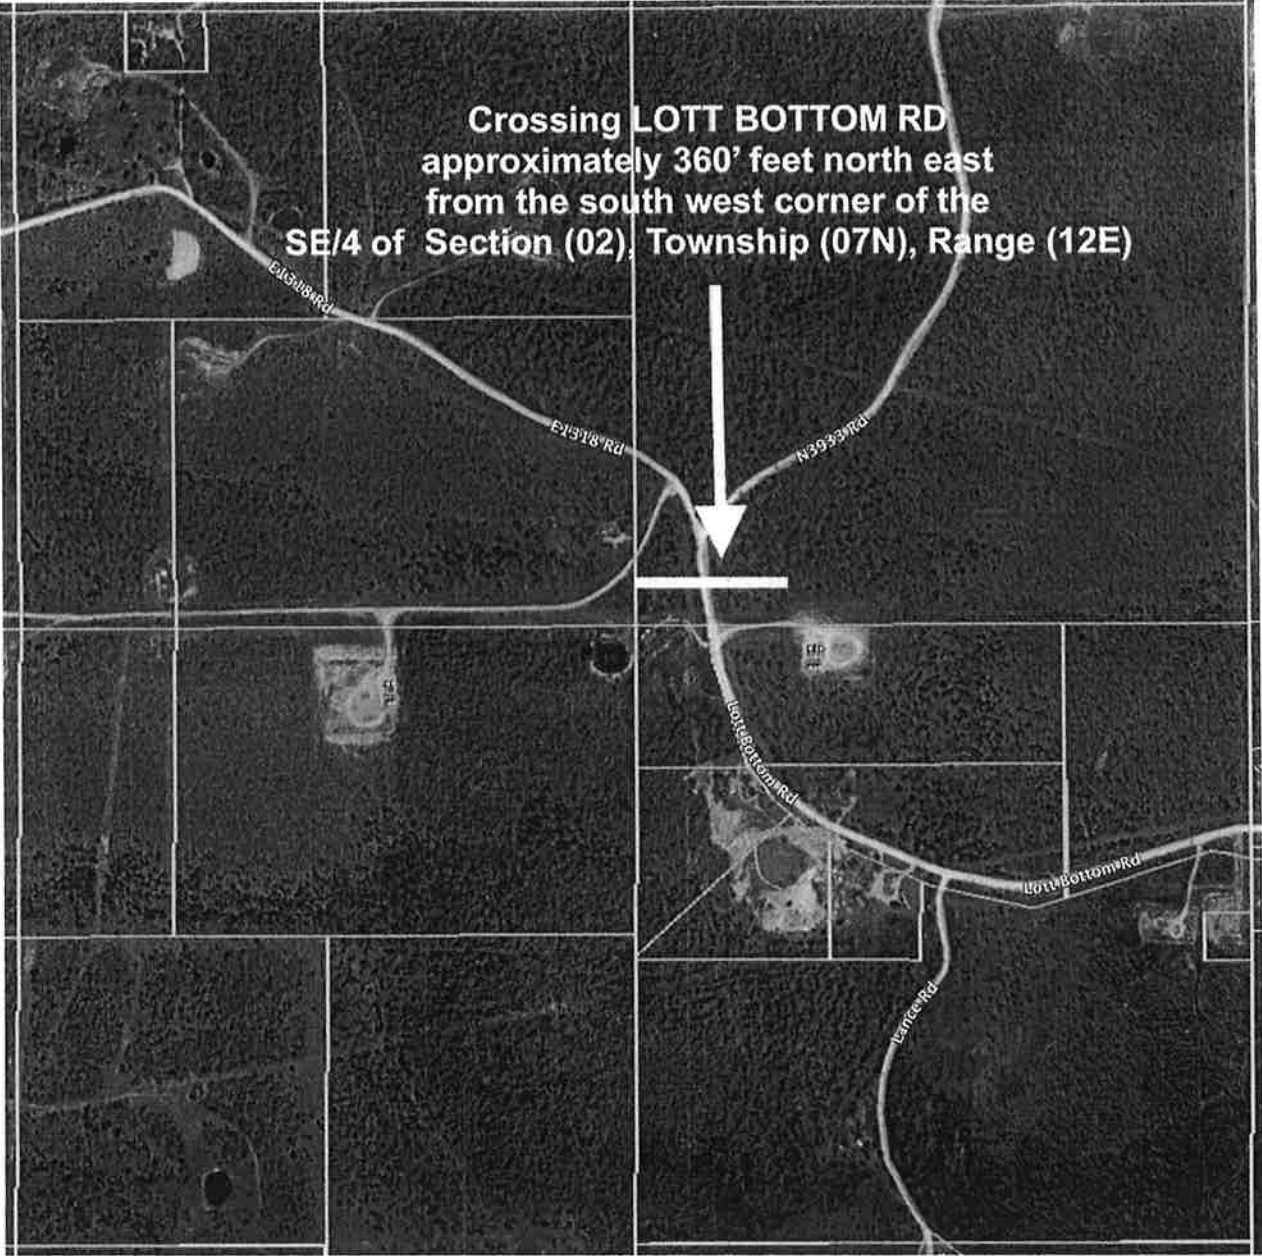 Crossing LOTT BOTTOM RD
approximately 360' feet north east
from the south west corner of the
SE/4 of Section (02), Township (07N), Range (12E)
E1318 Rd
E1318 Rd
N3933 Rd
Lott Bottom Rd
Lott Bottom Rd
Lance Rd